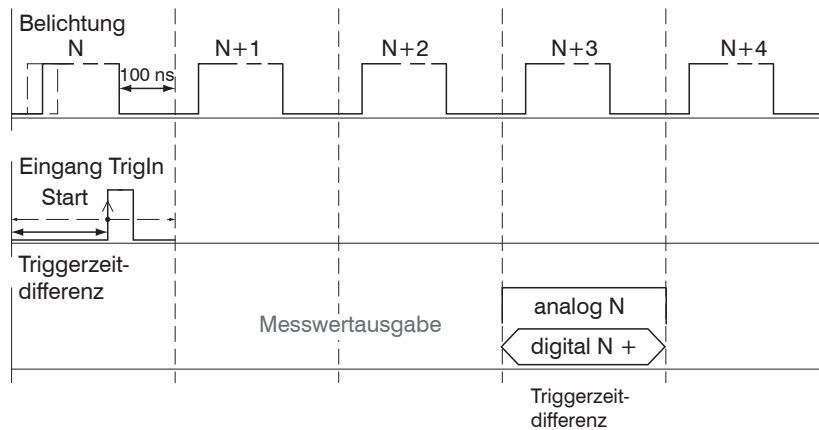 Belichtung
N N+1 N+2 N+3 N+4
100 ns
Eingang TrigIn
Start
Triggerzeit-
differenz
Messwertausgabe
analog N
digital N +
Triggerzeit-
differenz